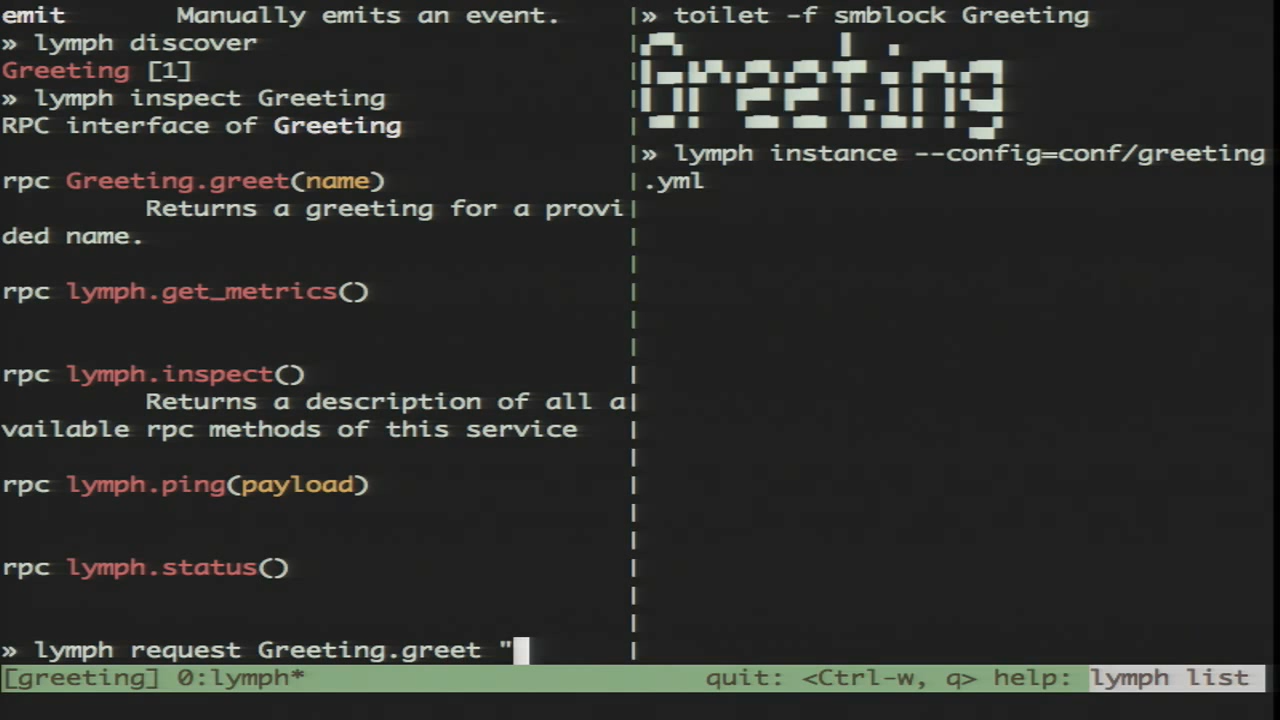 emit       Manually emits an event.
» lymph discover
Greeting [1]
» lymph inspect Greeting
RPC interface of Greeting
rpc Greeting.greet(name)
Returns a greeting for a provi
ded name.
rpc lymph.get_metrics()
rpc lymph.inspect()
Returns a description of all a
vailable rpc methods of this service
rpc lymph.ping(payload)
rpc lymph.status()
» lymph request Greeting.greet "
» toilet -f smblock Greeting
Greeting
» lymph instance --config=conf/greeting
.yml
[greeting] 0:lymph*
quit: <Ctrl-w, q> help: lymph list